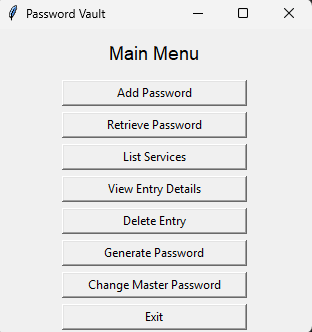 Password Vault
Main Menu
Add Password
Retrieve Password
List Services
View Entry Details
Delete Entry
Generate Password
Change Master Password
Exit